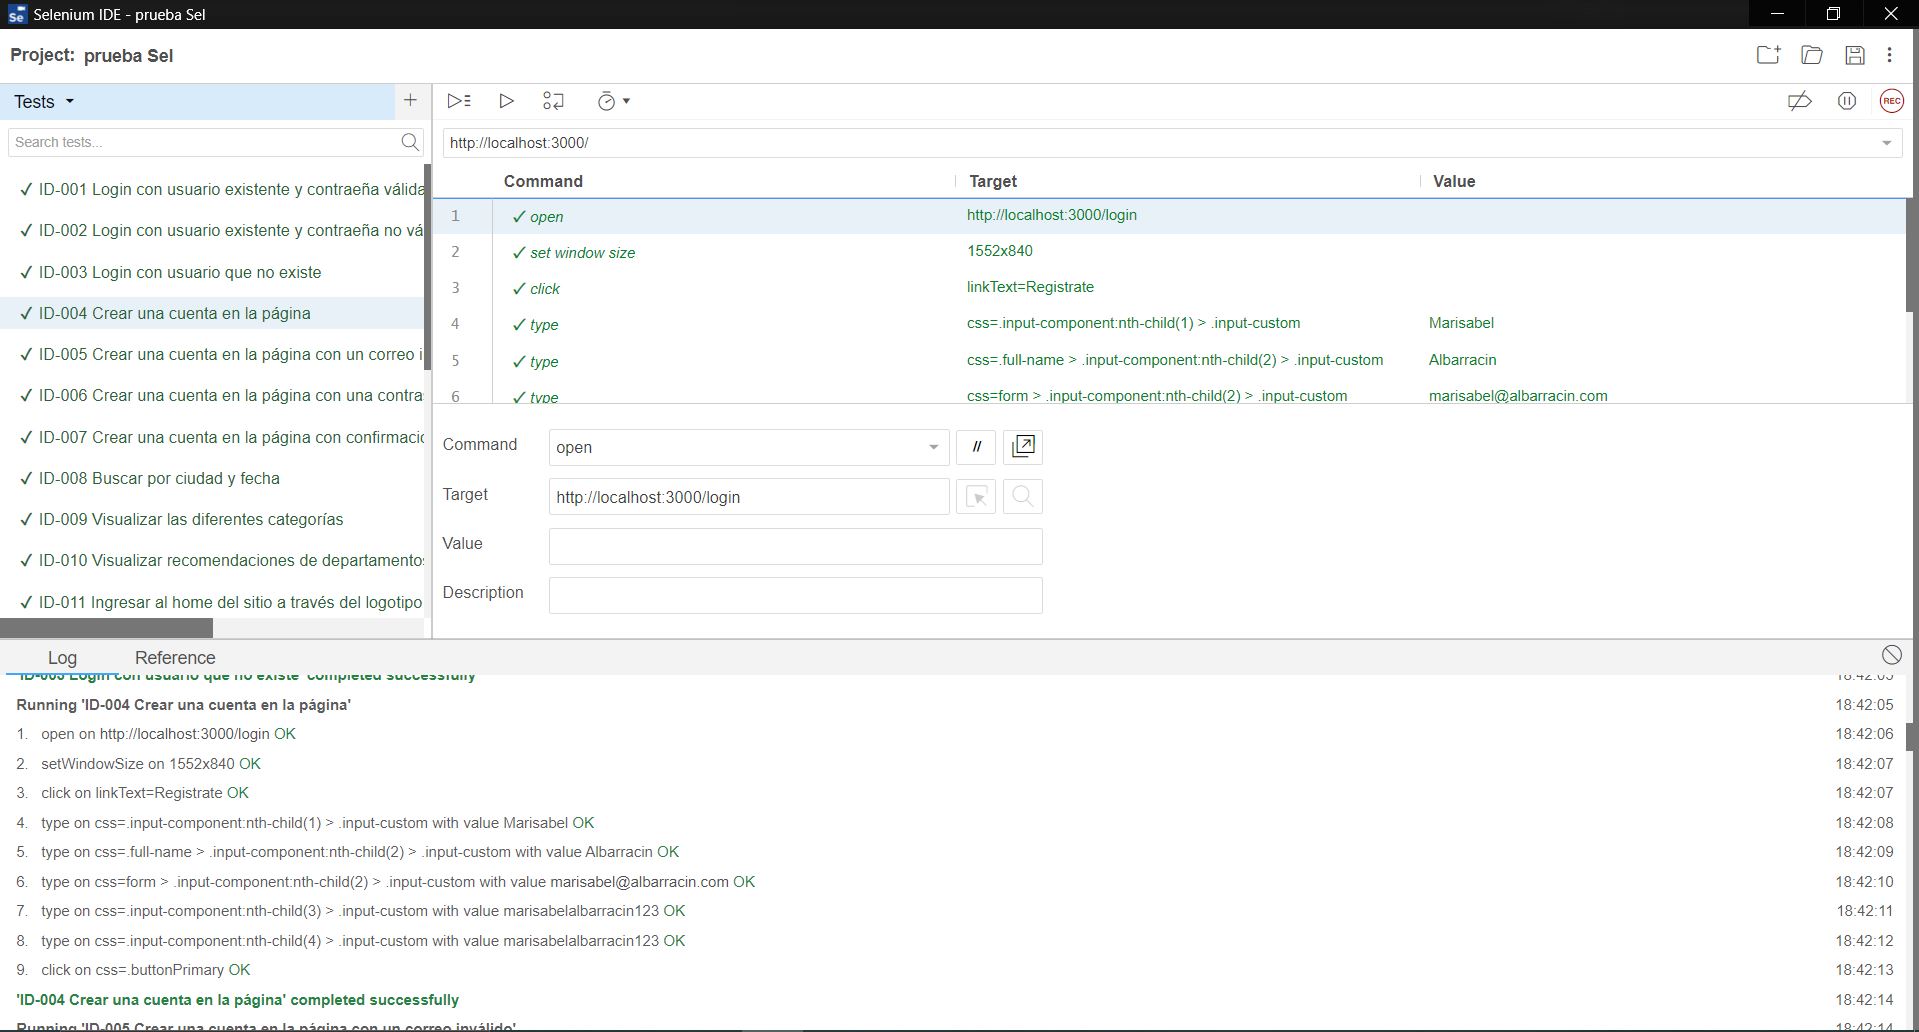 Se Selenium IDE - prueba Sel
Project: prueba Sel
Tests
REC
Search tests...
http://localhost:3000/
✓ ID-001 Login con usuario existente y contraeña válida
✓ ID-002 Login con usuario existente y contraeña no vá
✓ ID-003 Login con usuario que no existe
✓ ID-004 Crear una cuenta en la página
✓ ID-005 Crear una cuenta en la página con un correo i
✓ ID-006 Crear una cuenta en la página con una contra
✓ ID-007 Crear una cuenta en la página con confirmació
✓ ID-008 Buscar por ciudad y fecha
✓ ID-009 Visualizar las diferentes categorías
✓ ID-010 Visualizar recomendaciones de departamentos
✓ ID-011 Ingresar al home del sitio a través del logotipo
Command Target Value
1 ✓ open http://localhost:3000/login
2 ✓ set window size 1552x840
3 ✓ click linkText=Registrate
4 ✓ type css=.input-component:nth-child(1) > .input-custom Marisabel
5 ✓ type css=.full-name > .input-component:nth-child(2) > .input-custom Albarracin
6 ✓ type css=form > .input-component:nth-child(2) > .input-custom marisabel@albarracin.com
Command open //
Target http://localhost:3000/login
Value
Description
Log Reference
'ID-003 Login con usuario que no existe' completed successfully 18:42:05
Running 'ID-004 Crear una cuenta en la página' 18:42:05
1. open on http://localhost:3000/login OK 18:42:06
2. setWindowSize on 1552x840 OK 18:42:07
3. click on linkText=Registrate OK 18:42:07
4. type on css=.input-component:nth-child(1) > .input-custom with value Marisabel OK 18:42:08
5. type on css=.full-name > .input-component:nth-child(2) > .input-custom with value Albarracin OK 18:42:09
6. type on css=form > .input-component:nth-child(2) > .input-custom with value marisabel@albarracin.com OK 18:42:10
7. type on css=.input-component:nth-child(3) > .input-custom with value marisabelalbarracin123 OK 18:42:11
8. type on css=.input-component:nth-child(4) > .input-custom with value marisabelalbarracin123 OK 18:42:12
9. click on css=.buttonPrimary OK 18:42:13
'ID-004 Crear una cuenta en la página' completed successfully 18:42:14
Running 'ID-005 Crear una cuenta en la página con un correo inválido' 18:42:14